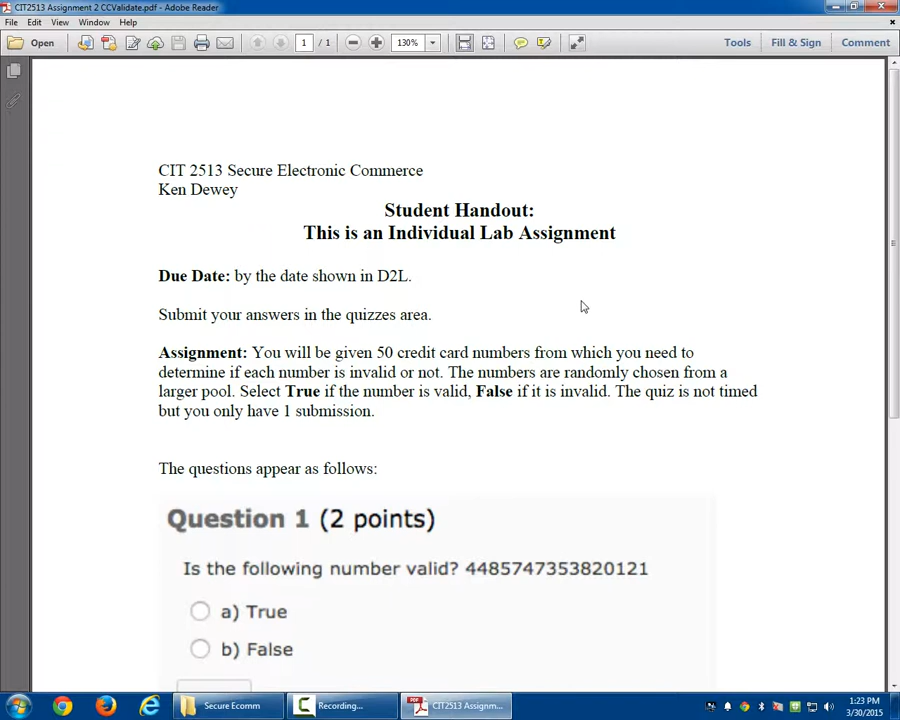 CIT2513 Assignment 2 CCValidate.pdf - Adobe Reader
File Edit View Window Help
Open 1 / 1 130% Tools Fill & Sign Comment
CIT 2513 Secure Electronic Commerce
Ken Dewey
Student Handout:
This is an Individual Lab Assignment
Due Date: by the date shown in D2L.
Submit your answers in the quizzes area.
Assignment: You will be given 50 credit card numbers from which you need to
determine if each number is invalid or not. The numbers are randomly chosen from a
larger pool. Select True if the number is valid, False if it is invalid. The quiz is not timed
but you only have 1 submission.
The questions appear as follows:
Question 1 (2 points)
Is the following number valid? 4485747353820121
a) True
b) False
Secure Ecomm Recording... CIT2513 Assignm... 1:23 PM
3/30/2015